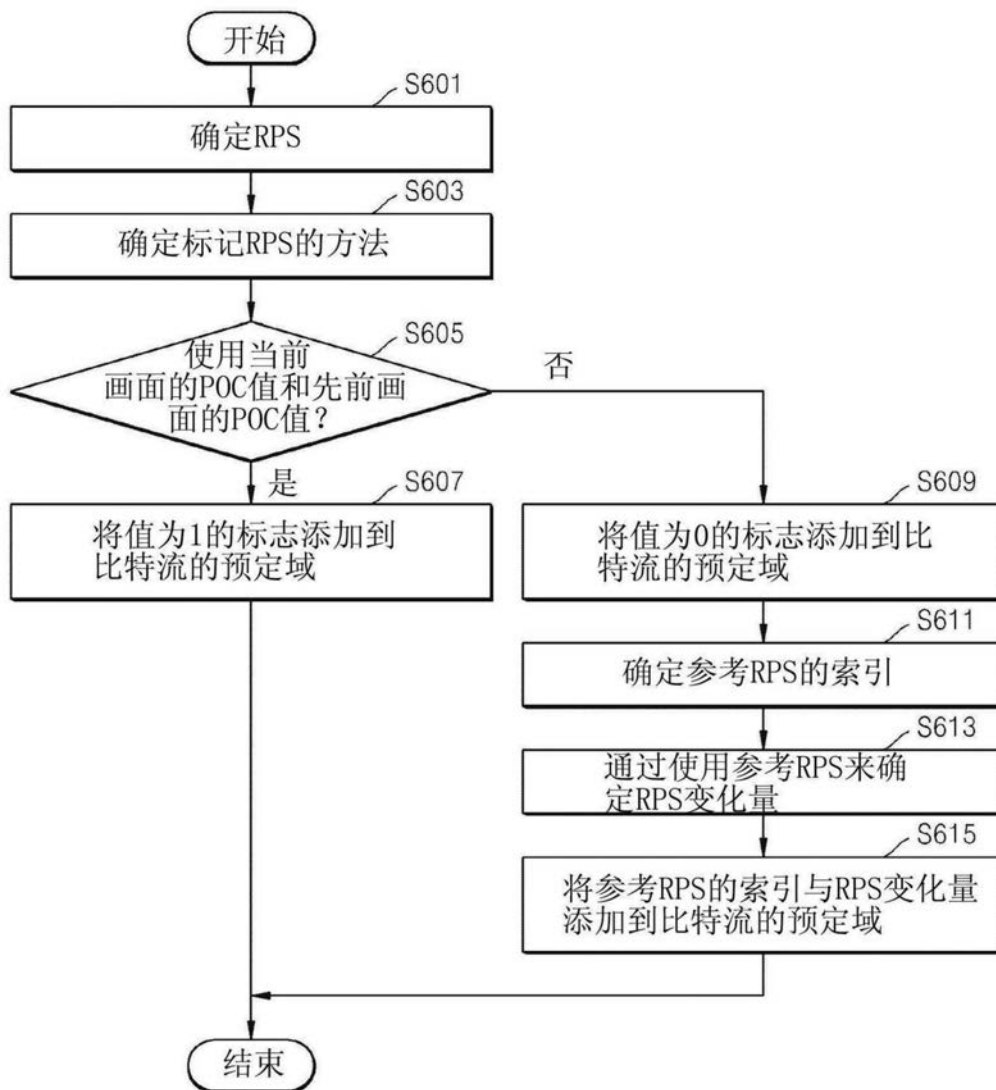 开始
S601
确定RPS
S603
确定标记RPS的方法
S605
使用当前
画面的POC值和先前画
面的POC值？
否
是
S607
将值为1的标志添加到
比特流的预定域
S609
将值为0的标志添加到比
特流的预定域
S611
确定参考RPS的索引
S613
通过使用参考RPS来确
定RPS变化量
S615
将参考RPS的索引与RPS变化量
添加到比特流的预定域
结束